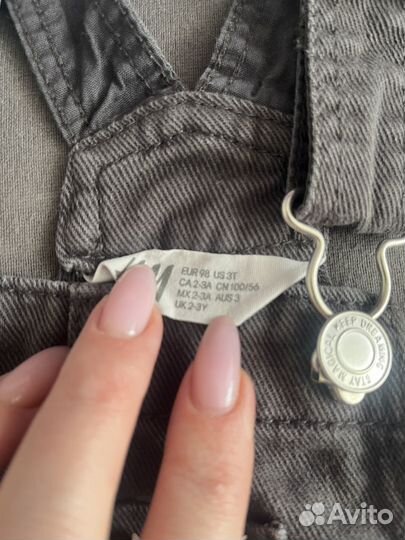 H&M
EUR 98 US 3T
CA 2-3A CN 100/56
MX 2-3A AUS 3
UK 2-3Y
KEEP DREAMING
STAY MAGICAL
Avito